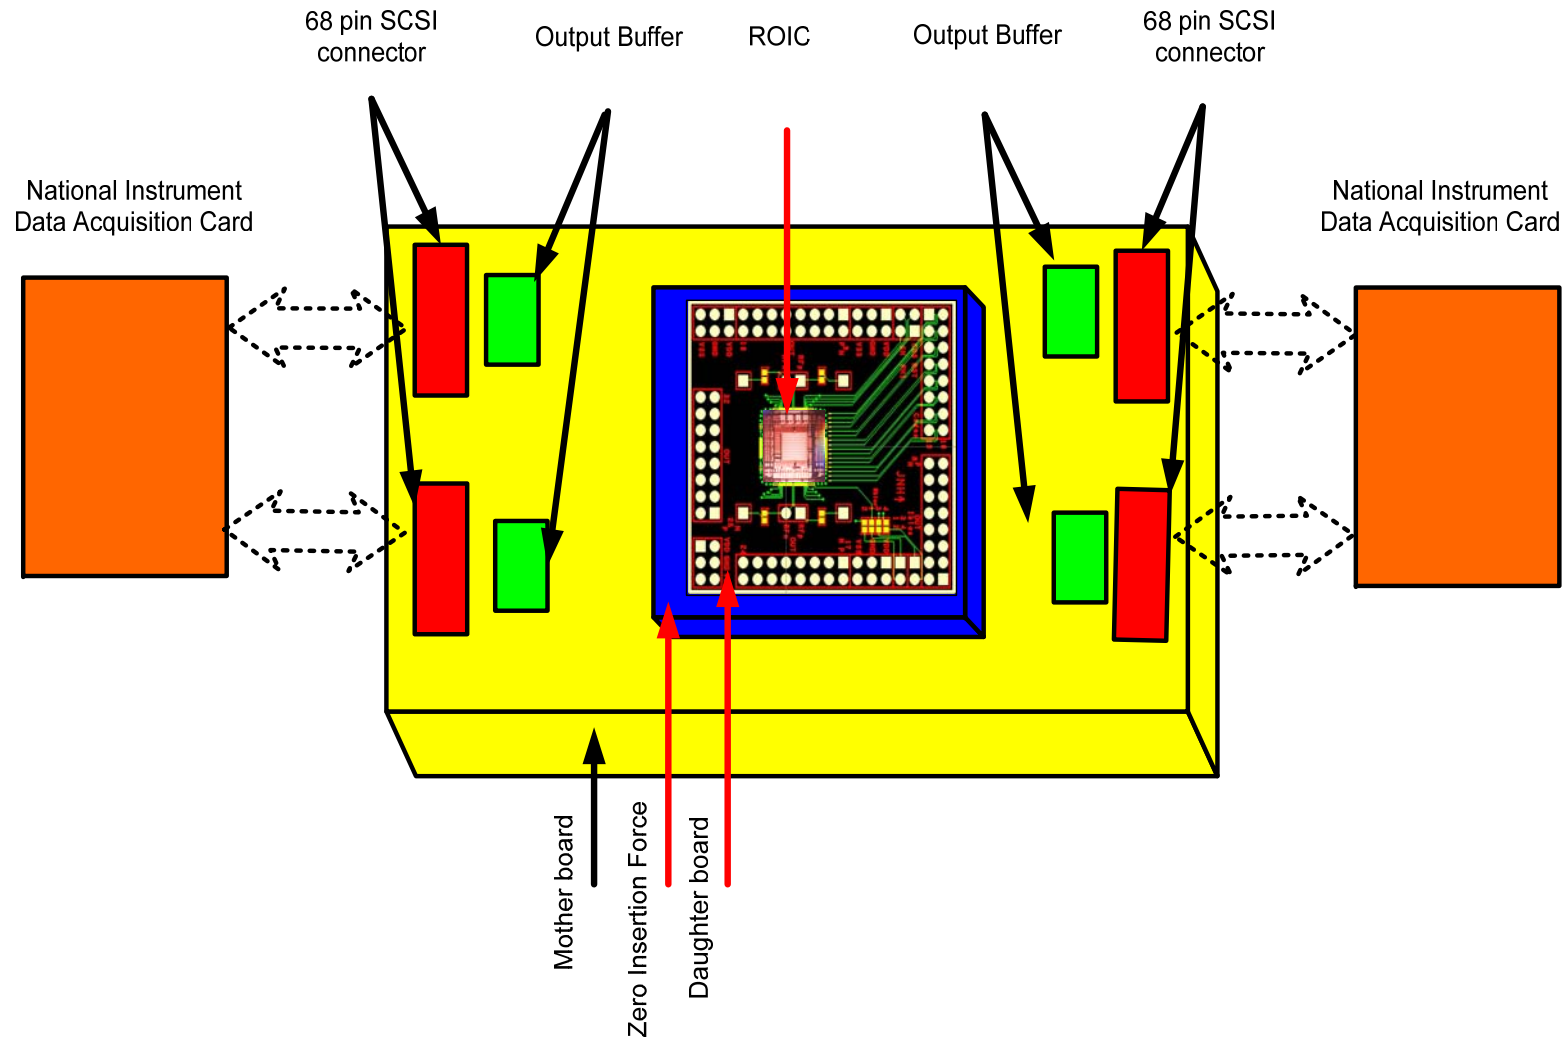 68 pin SCSI
connector
Output Buffer
ROIC
Output Buffer
68 pin SCSI
connector
National Instrument
Data Acquisition Card
National Instrument
Data Acquisition Card
Mother board
Zero Insertion Force
Daughter board